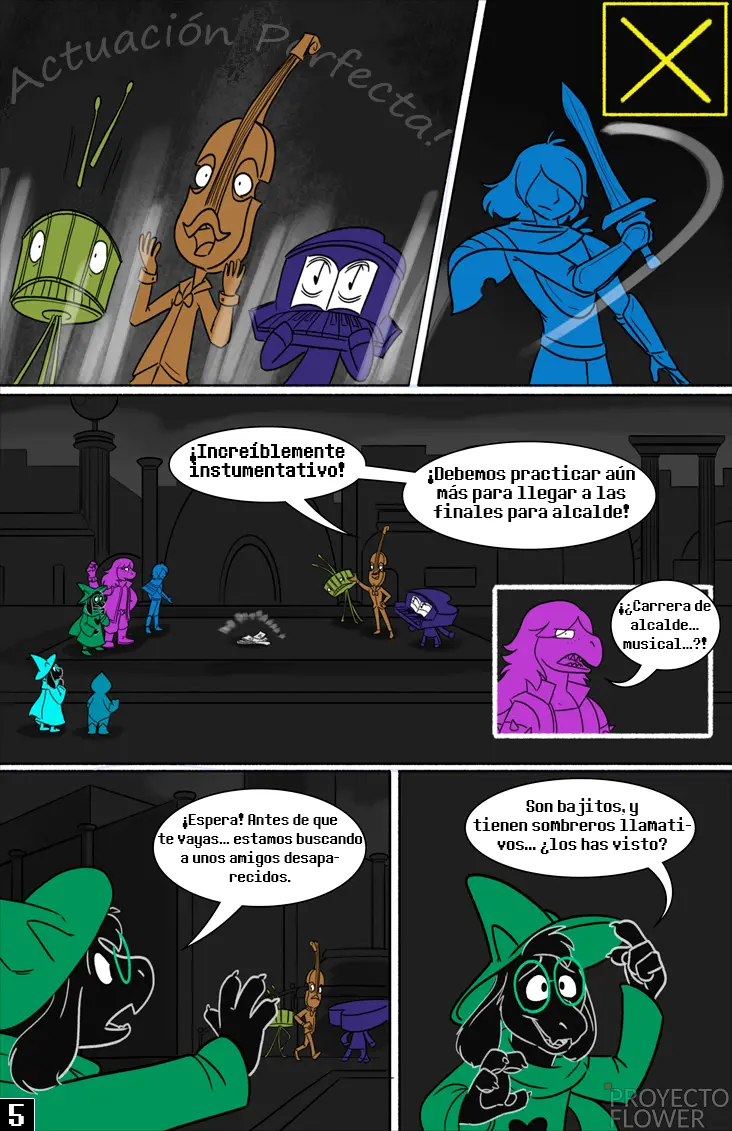 Actuación Perfecta!
¡Increíblemente
instumentativo!
¡Debemos practicar aún
más para llegar a las
finales para alcalde!
¡¿Carrera de
alcalde...
musical...?!
¡Espera! Antes de que
te vayas... estamos buscando
a unos amigos desapa-
recidos.
Son bajitos, y
tienen sombreros llamati-
vos... ¿los has visto?
5
PROYECTO
FLOWER